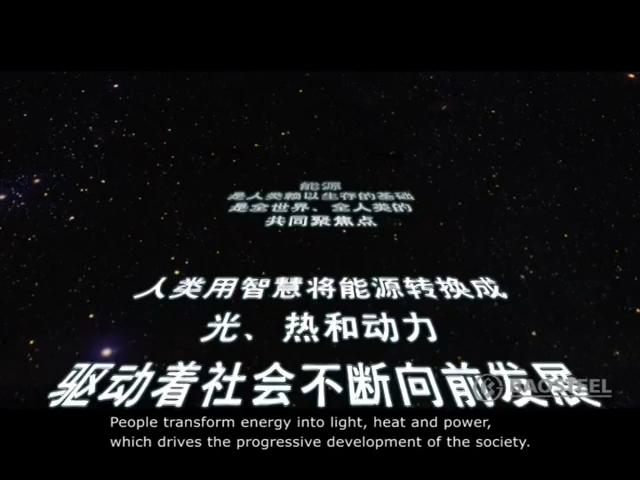 能源
是人类赖以生存的基础
是全世界、全人类的
共同聚焦点
人类用智慧将能源转换成
光、热和动力
驱动着社会不断向前发展
BAOSTEEL
People transform energy into light, heat and power,
which drives the progressive development of the society.